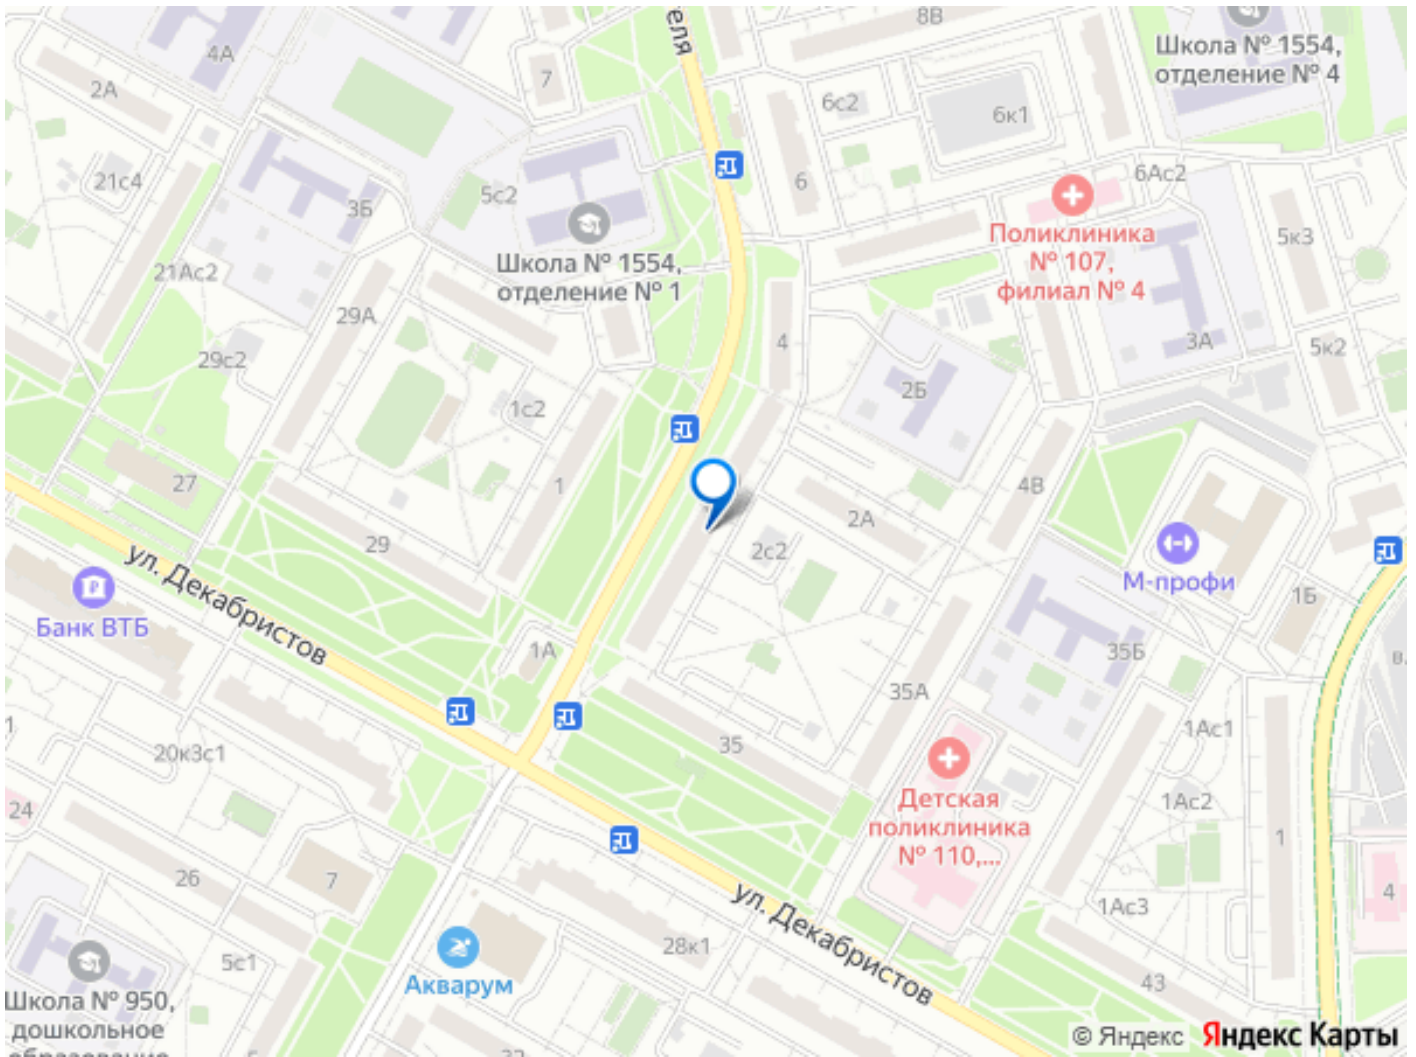 8В
еля
Школа № 1554,
отделение № 4
4А
7
2А
6с2
6к1
21с4
5с2
6
6Ас2
3Б
Поликлиника
№ 107,
филиал № 4
5к3
Школа № 1554,
отделение № 1
21Ас2
29А
4
3А
5к2
29с2
2Б
1с2
27
1
4В
2А
29
2с2
М-профи
ул. Декабристов
1Б
Банк ВТБ
1А
35Б
в.
35А
1
20к3с1
35
1Ас1
24
Детская
поликлиника
№ 110,...
1Ас2
1
26
7
4
1Ас3
ул. Декабристов
28к1
5с1
Акварум
43
Школа № 950,
дошкольное
образование
© Яндекс Яндекс Карты